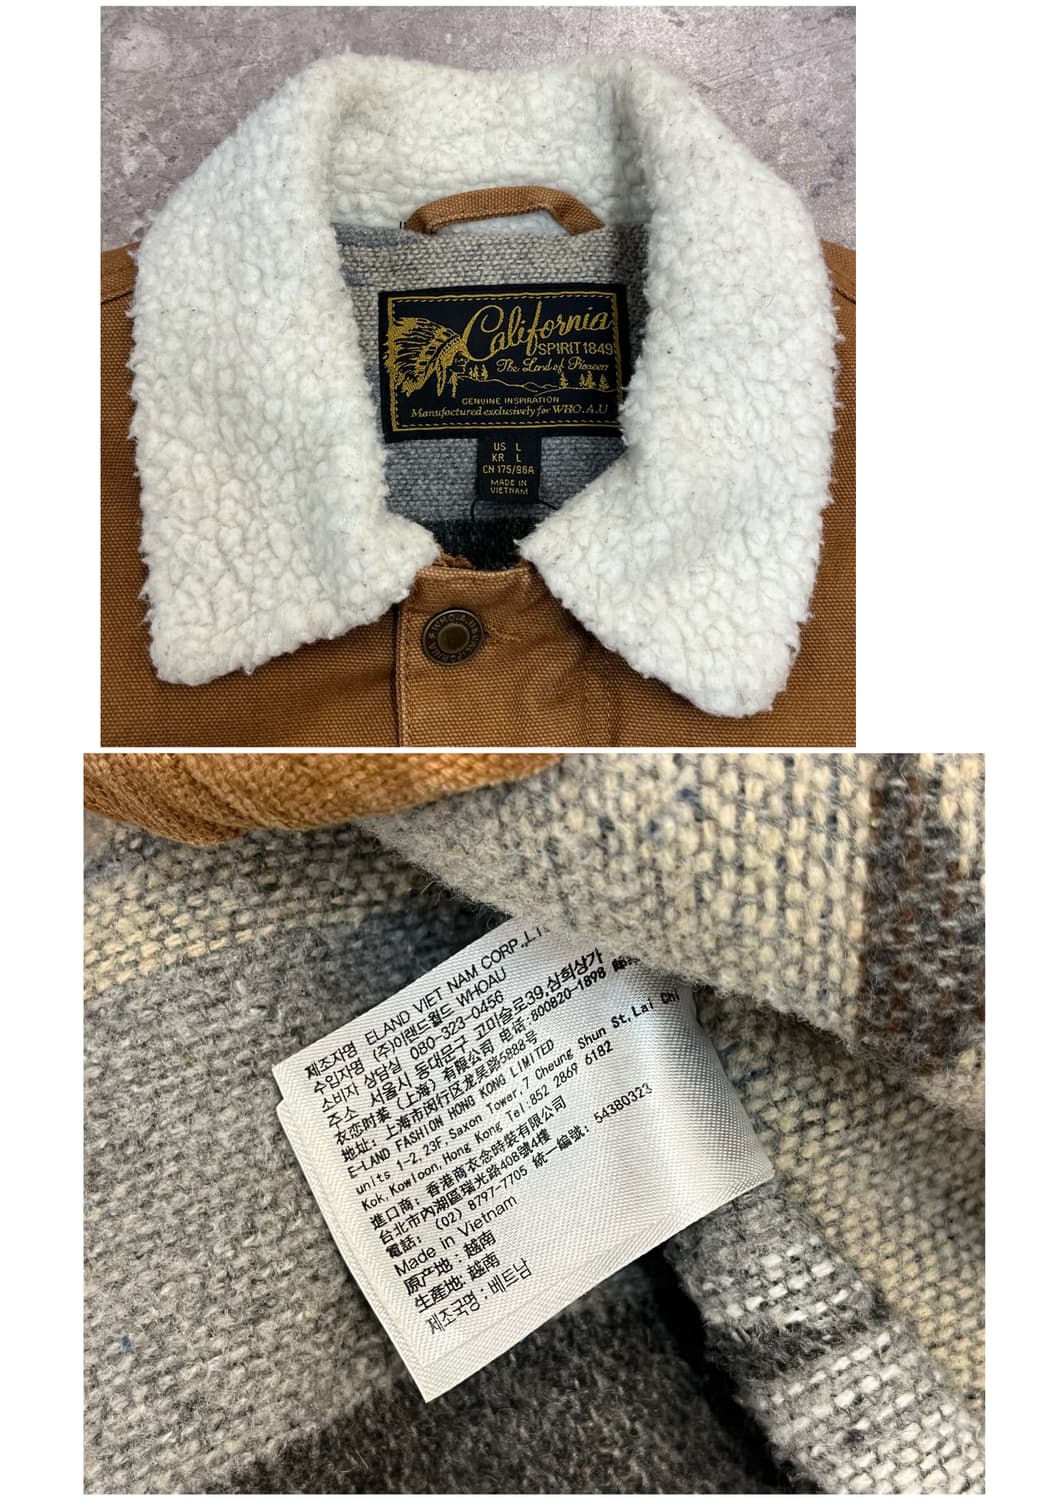 California
SPIRIT 1849
The Land of Pioneers
GENUINE INSPIRATION
Manufactured exclusively for WHO.A.U
US L
KR L
CN 175/96A
MADE IN
VIETNAM
WHO.A.U
제조자명 ELAND VIET NAM CORP.,LT
수입자명 (주)이랜드월드 WHOAU
소비자 상담실 080-323-0456
주소 서울시 동대문구 고미술로39,삼희상가
衣恋时装(上海)有限公司 电话:800820-1898 邮
地址: 上海市闵行区龙吴路5888号
E-LAND FASHION HONG KONG LIMITED
units 1-2,23F.Saxon Tower,7 Cheung Shun St,Lai Chi
Kok,Kowloon,Hong Kong Tel:852 2869 6182
進口商: 香港商衣念時裝有限公司
台北市內湖區瑞光路408號4樓
電話: (02) 8797-7705 統一編號: 54380323
Made in Vietnam
原产地: 越南
生產地: 越南
제조국명: 베트남